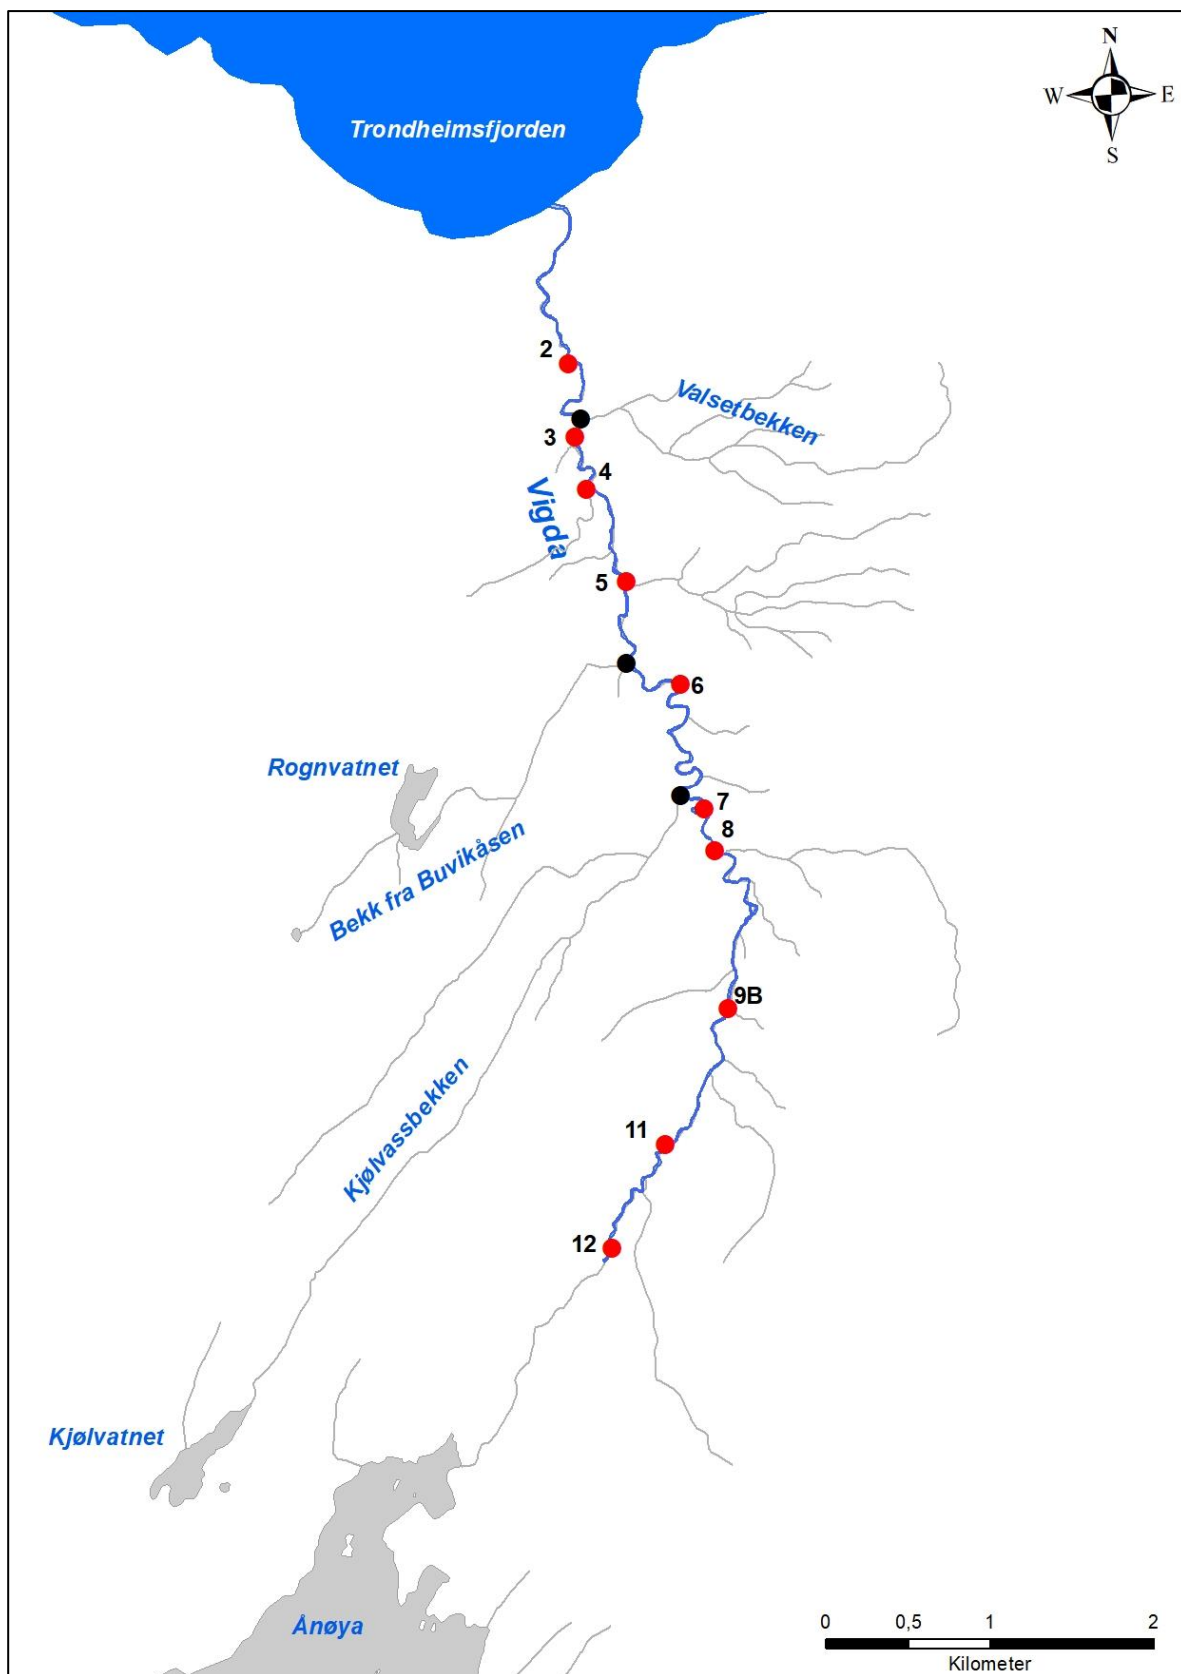 N
W E
S
Trondheimsfjorden
2
Valsetbekken
3
4
Vigda
5
6
Rognvatnet
7
8
Bekk fra Buvikåsen
9B
Kjølvassbekken
11
12
Kjølvatnet
Ånøya
0 0,5 1 2
Kilometer